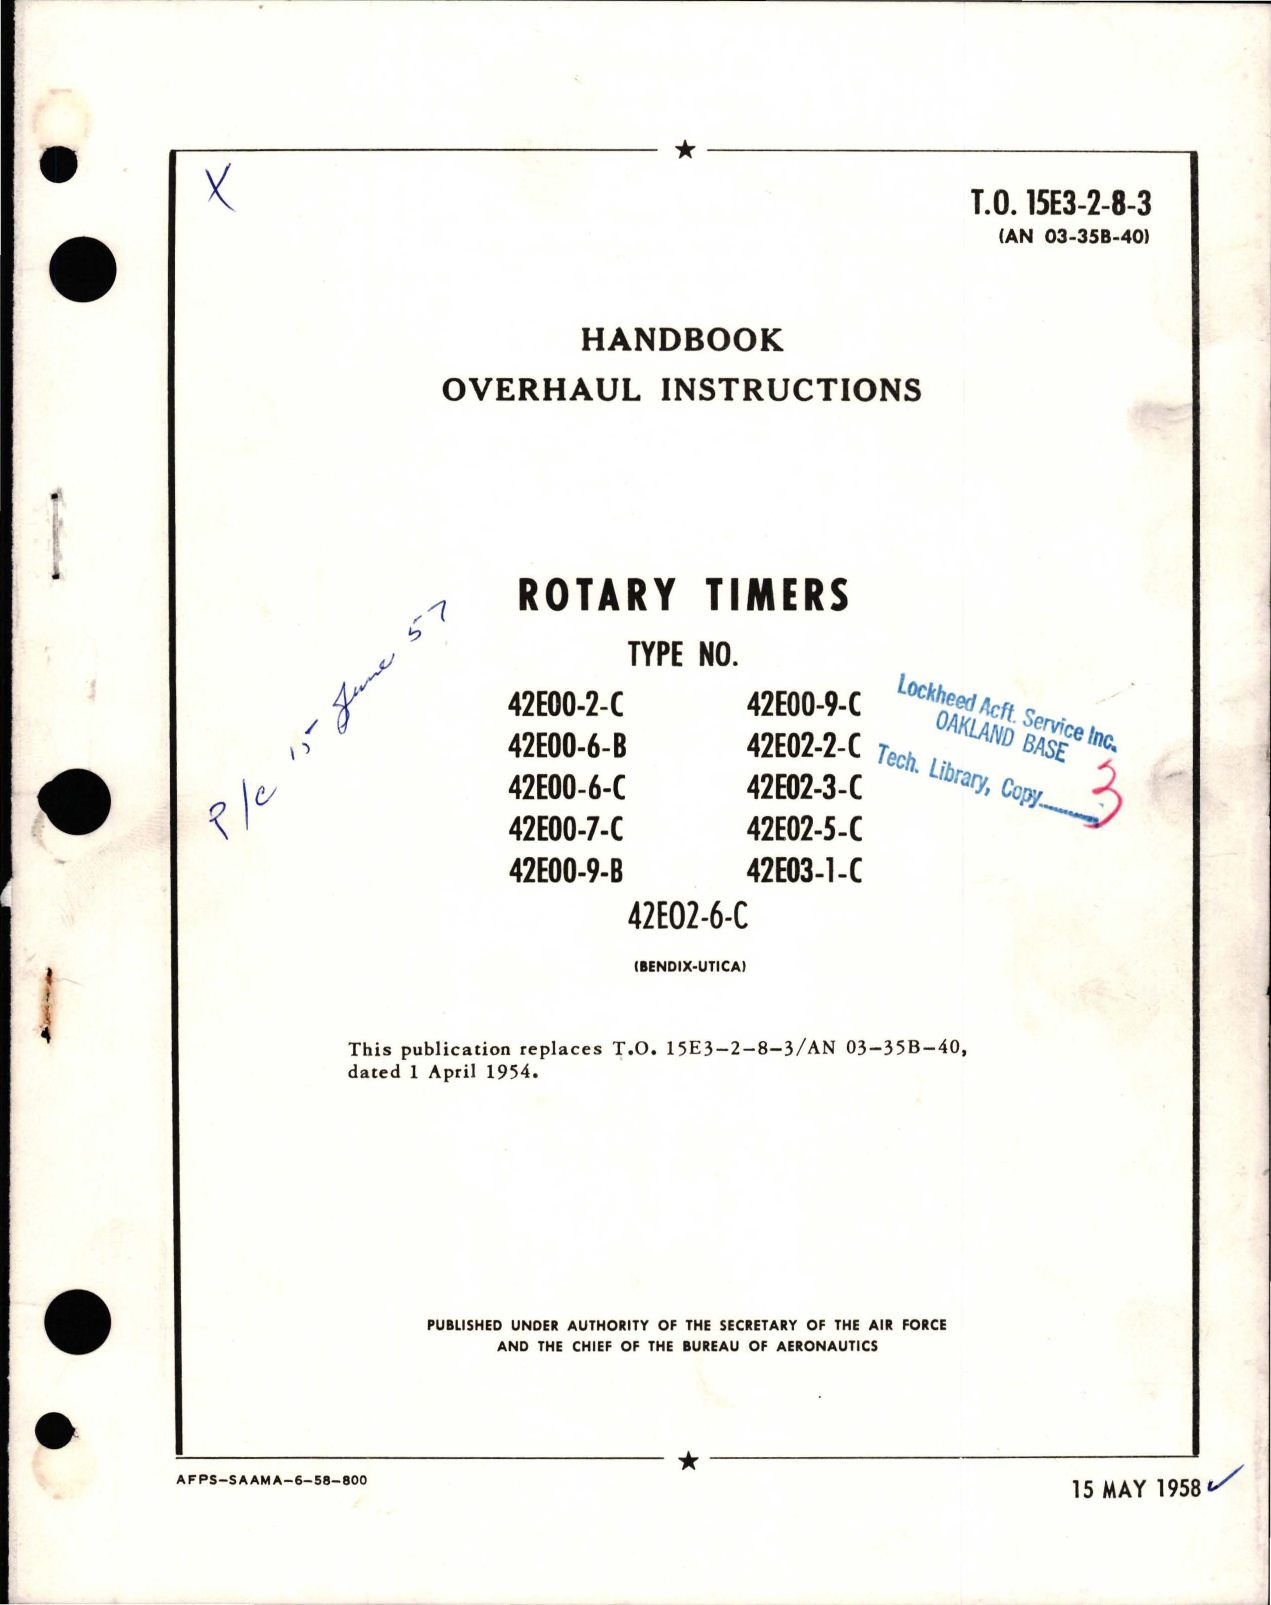 X
T.O. 15E3-2-8-3
(AN 03-35B-40)
HANDBOOK
OVERHAUL INSTRUCTIONS
ROTARY TIMERS
TYPE NO.
42E00-2-C 42E00-9-C
42E00-6-B 42E02-2-C
42E00-6-C 42E02-3-C
42E00-7-C 42E02-5-C
42E00-9-B 42E03-1-C
42E02-6-C
(BENDIX-UTICA)
P/C 15 June 57
Lockheed Acft. Service Inc.
OAKLAND BASE
Tech. Library, Copy 3
This publication replaces T.O. 15E3-2-8-3/AN 03-35B-40,
dated 1 April 1954.
PUBLISHED UNDER AUTHORITY OF THE SECRETARY OF THE AIR FORCE
AND THE CHIEF OF THE BUREAU OF AERONAUTICS
AFPS-SAAMA-6-58-800
15 MAY 1958